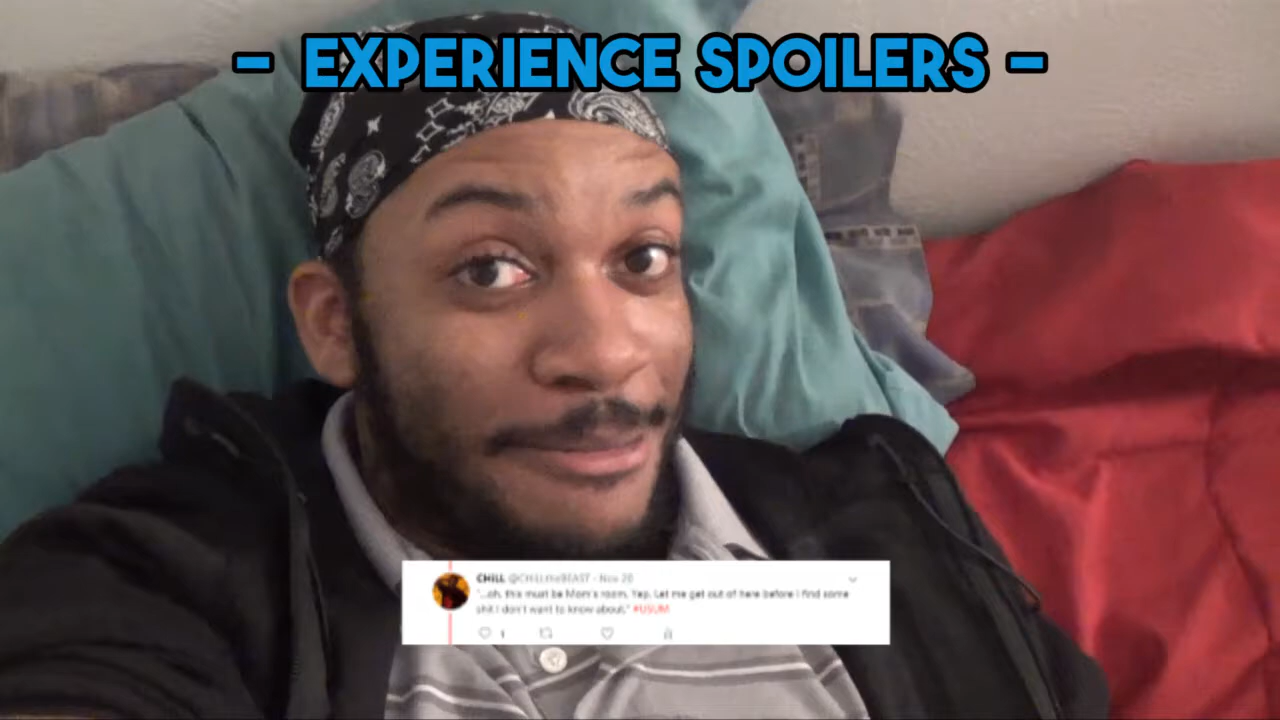 - EXPERIENCE SPOILERS -
CHILL @CHILLtheBEAST · Nov 20
"...oh, this must be Mom's room. Yep. Let me get out of here before I find some
shit I don't want to know about." #USUM
1